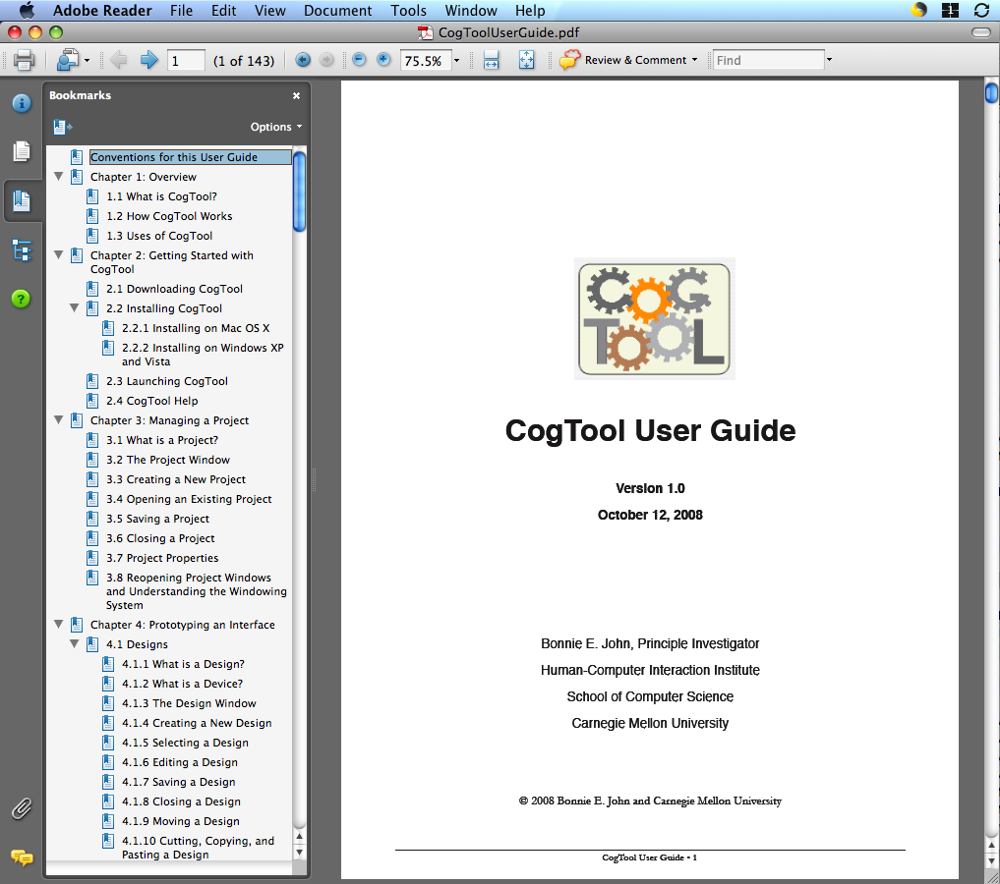 Adobe Reader File Edit View Document Tools Window Help 1
CogToolUserGuide.pdf
1 (1 of 143) 75.5% Review & Comment Find
Bookmarks
Options
Conventions for this User Guide
Chapter 1: Overview
1.1 What is CogTool?
1.2 How CogTool Works
1.3 Uses of CogTool
Chapter 2: Getting Started with
CogTool
2.1 Downloading CogTool
2.2 Installing CogTool
2.2.1 Installing on Mac OS X
2.2.2 Installing on Windows XP
and Vista
2.3 Launching CogTool
2.4 CogTool Help
Chapter 3: Managing a Project
3.1 What is a Project?
3.2 The Project Window
3.3 Creating a New Project
3.4 Opening an Existing Project
3.5 Saving a Project
3.6 Closing a Project
3.7 Project Properties
3.8 Reopening Project Windows
and Understanding the Windowing
System
Chapter 4: Prototyping an Interface
4.1 Designs
4.1.1 What is a Design?
4.1.2 What is a Device?
4.1.3 The Design Window
4.1.4 Creating a New Design
4.1.5 Selecting a Design
4.1.6 Editing a Design
4.1.7 Saving a Design
4.1.8 Closing a Design
4.1.9 Moving a Design
4.1.10 Cutting, Copying, and
Pasting a Design
COG
TOOL
CogTool User Guide
Version 1.0
October 12, 2008
Bonnie E. John, Principle Investigator
Human-Computer Interaction Institute
School of Computer Science
Carnegie Mellon University
© 2008 Bonnie E. John and Carnegie Mellon University
CogTool User Guide • 1